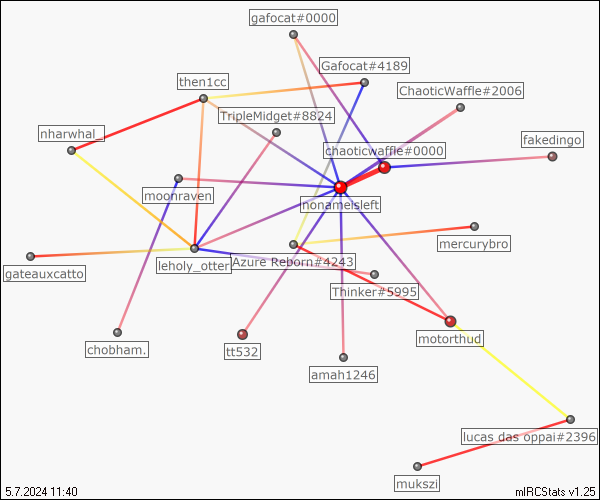 gafocat#0000
Gafocat#4189
then1cc
ChaoticWaffle#2006
TripleMidget#8824
nharwhal_
fakedingo
chaoticwaffle#0000
moonraven
nonameisleft
mercurybro
gateauxcatto
leholy_otter
Azure Reborn#4243
Thinker#5995
chobham.
tt532
motorthud
amah1246
lucas das oppai#2396
mukszi
5.7.2024 11:40
mIRCStats v1.25